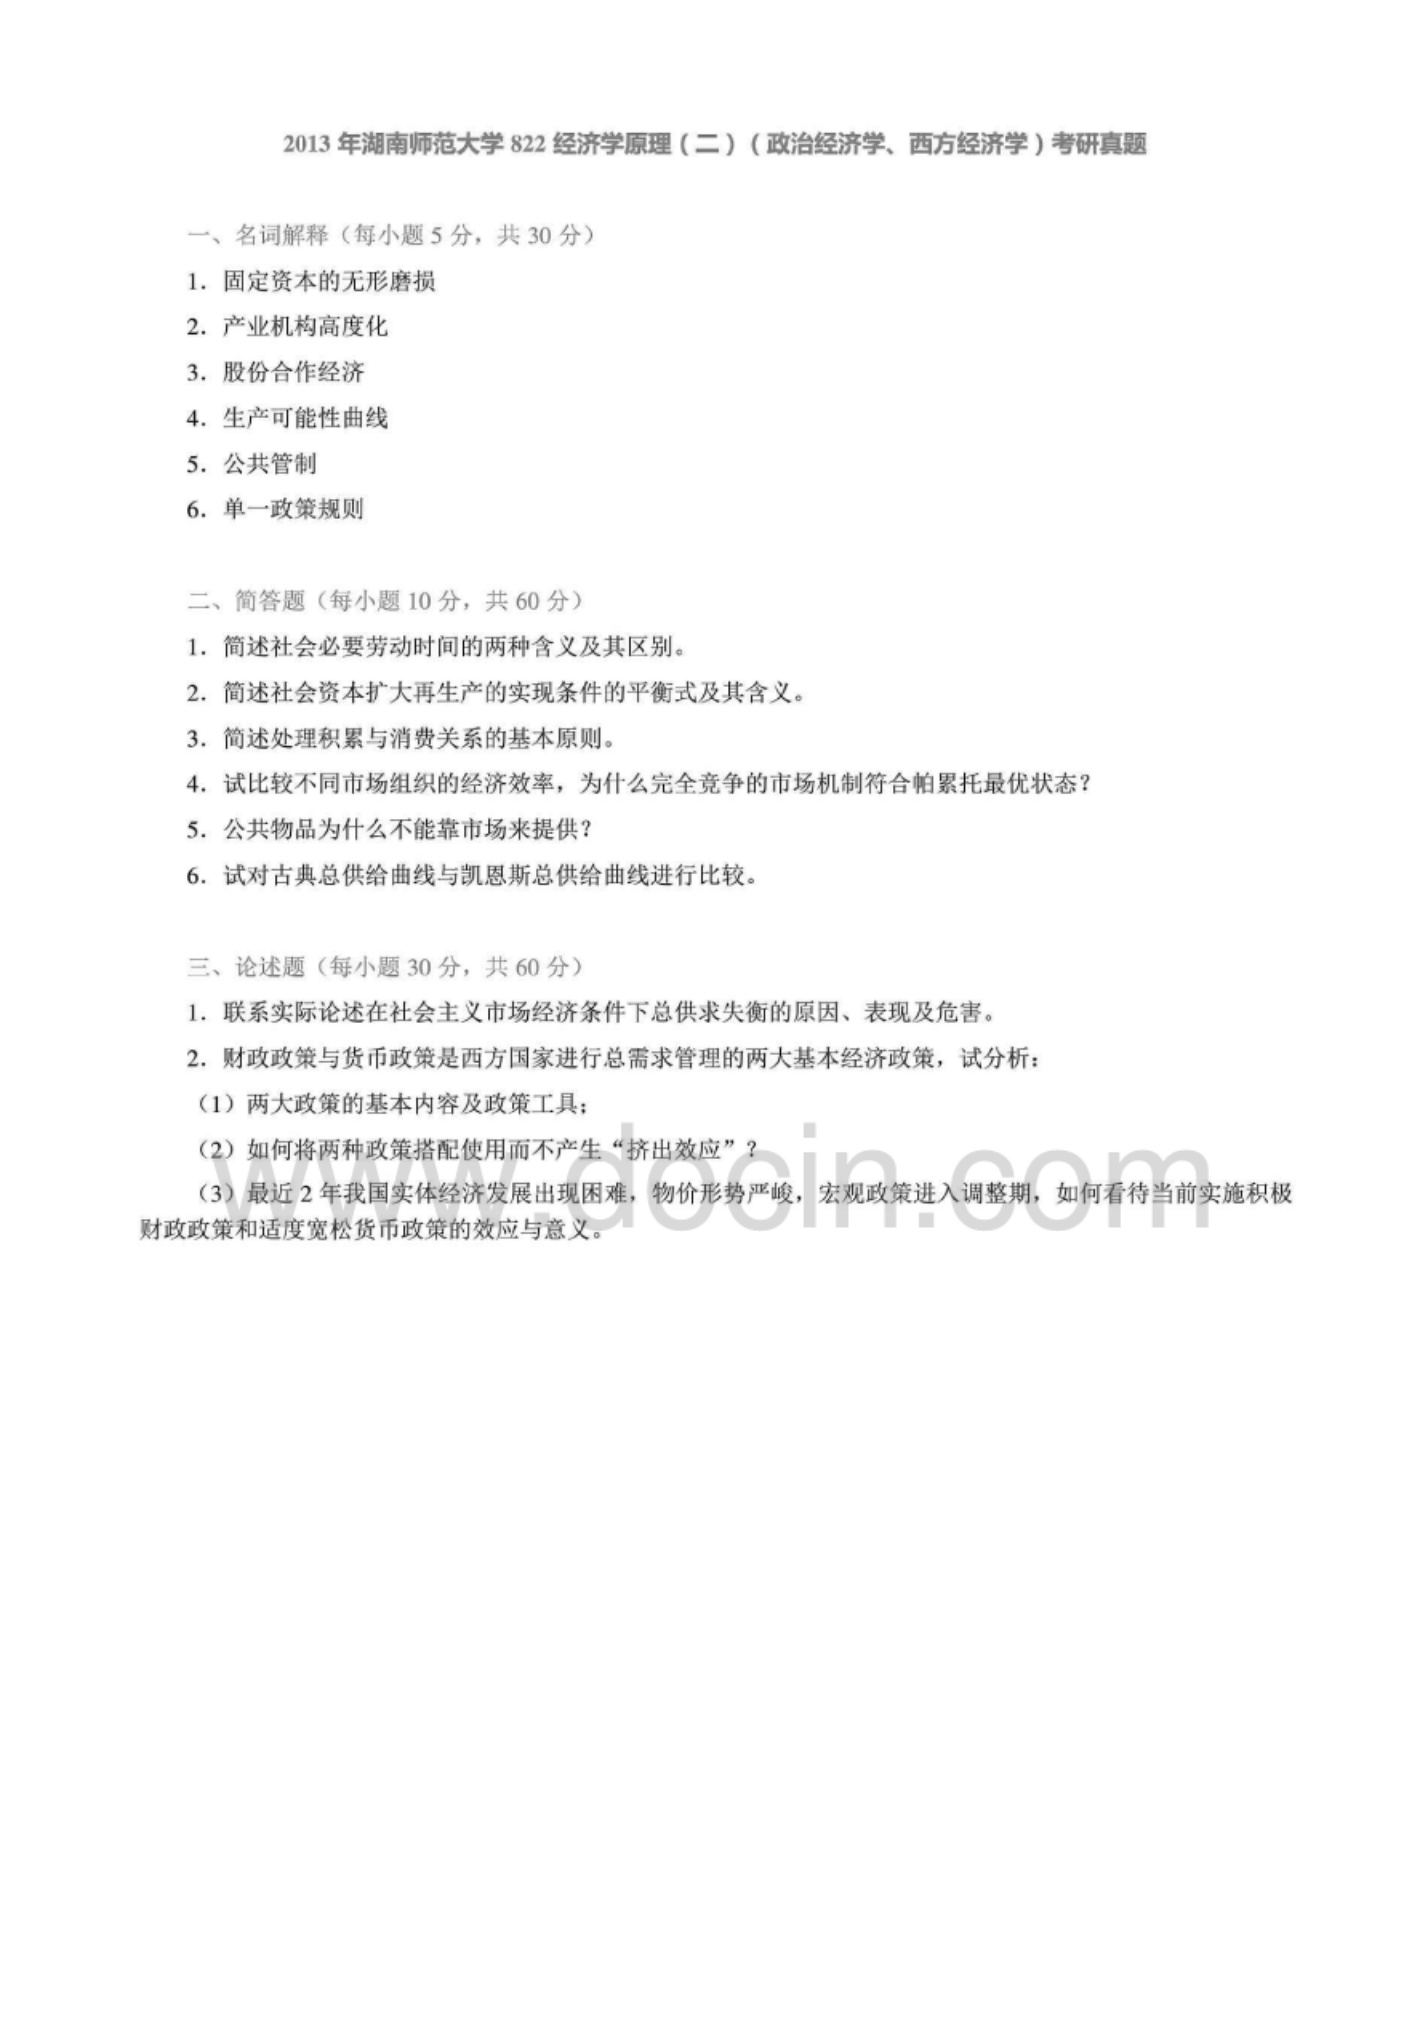 2013 年湖南师范大学 822 经济学原理（二）（政治经济学、西方经济学）考研真题
一、名词解释（每小题 5 分，共 30 分）
1．固定资本的无形磨损
2．产业机构高度化
3．股份合作经济
4．生产可能性曲线
5．公共管制
6．单一政策规则
二、简答题（每小题 10 分，共 60 分）
1．简述社会必要劳动时间的两种含义及其区别。
2．简述社会资本扩大再生产的实现条件的平衡式及其含义。
3．简述处理积累与消费关系的基本原则。
4．试比较不同市场组织的经济效率，为什么完全竞争的市场机制符合帕累托最优状态？
5．公共物品为什么不能靠市场来提供？
6．试对古典总供给曲线与凯恩斯总供给曲线进行比较。
三、论述题（每小题 30 分，共 60 分）
1．联系实际论述在社会主义市场经济条件下总供求失衡的原因、表现及危害。
2．财政政策与货币政策是西方国家进行总需求管理的两大基本经济政策，试分析：
（1）两大政策的基本内容及政策工具；
（2）如何将两种政策搭配使用而不产生“挤出效应”？
www.docin.com
（3）最近 2 年我国实体经济发展出现困难，物价形势严峻，宏观政策进入调整期，如何看待当前实施积极
财政政策和适度宽松货币政策的效应与意义。